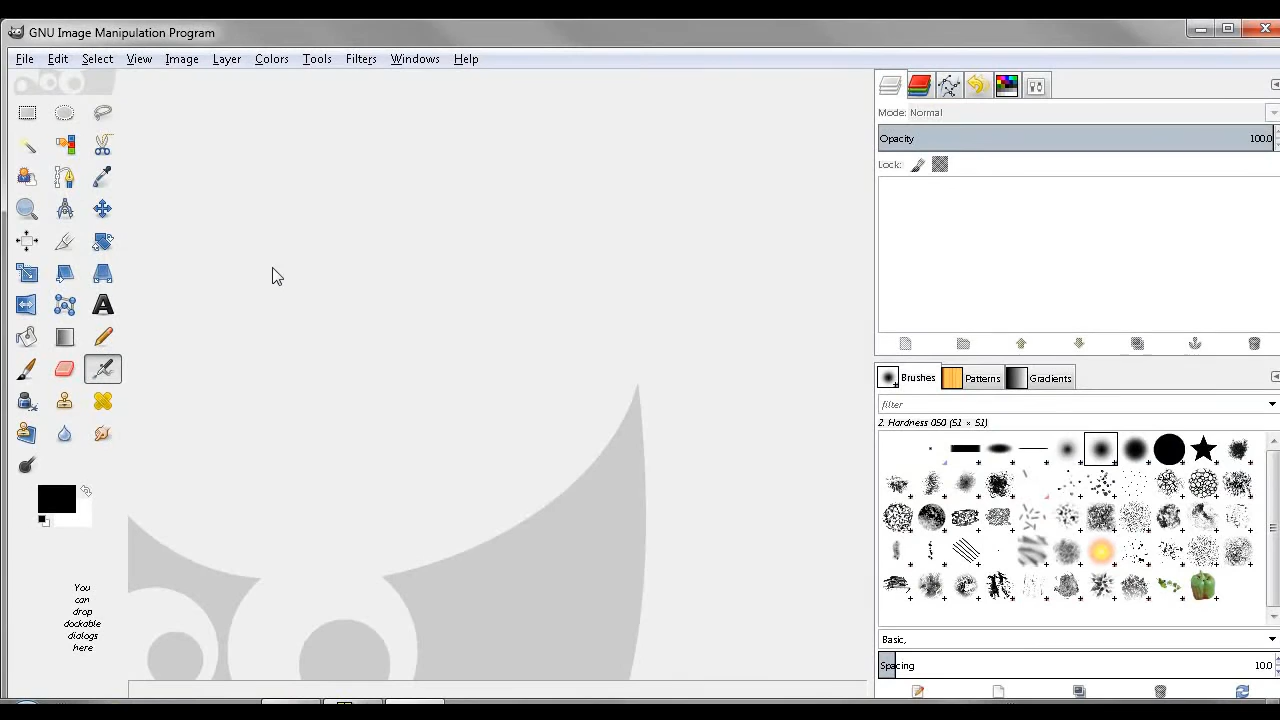 GNU Image Manipulation Program
File Edit Select View Image Layer Colors Tools Filters Windows Help
Mode: Normal
Opacity 100.0
Lock:
Brushes Patterns Gradients
filter
2. Hardness 050 (51 × 51)
You
can
drop
dockable
dialogs
here
Basic,
Spacing 10.0